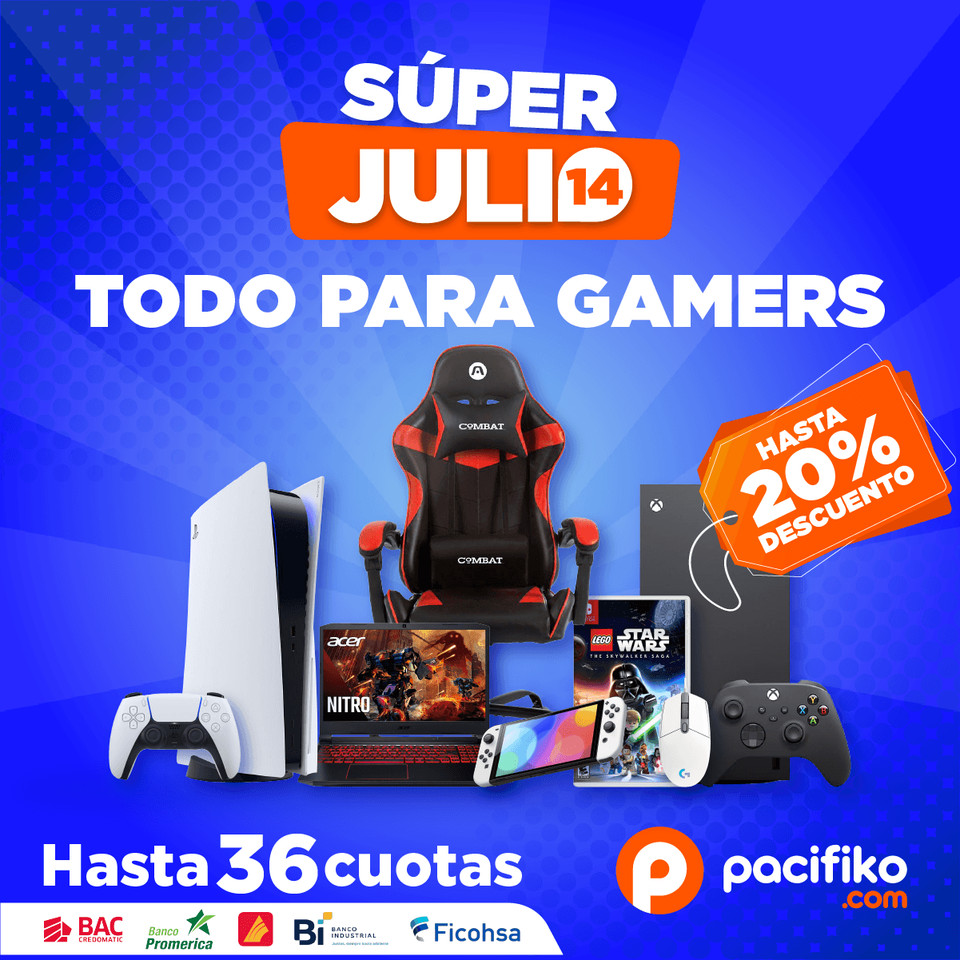 SÚPER
JULIO
14
TODO PARA GAMERS
COMBAT
COMBAT
HASTA
20%
DESCUENTO
acer
NITRO
LEGO STAR
WARS
THE SKYWALKER SAGA
Hasta 36 cuotas
pacifiko
.com
BAC
CREDOMATIC
Banco
Promerica
Bi
BANCO
INDUSTRIAL
Ficohsa